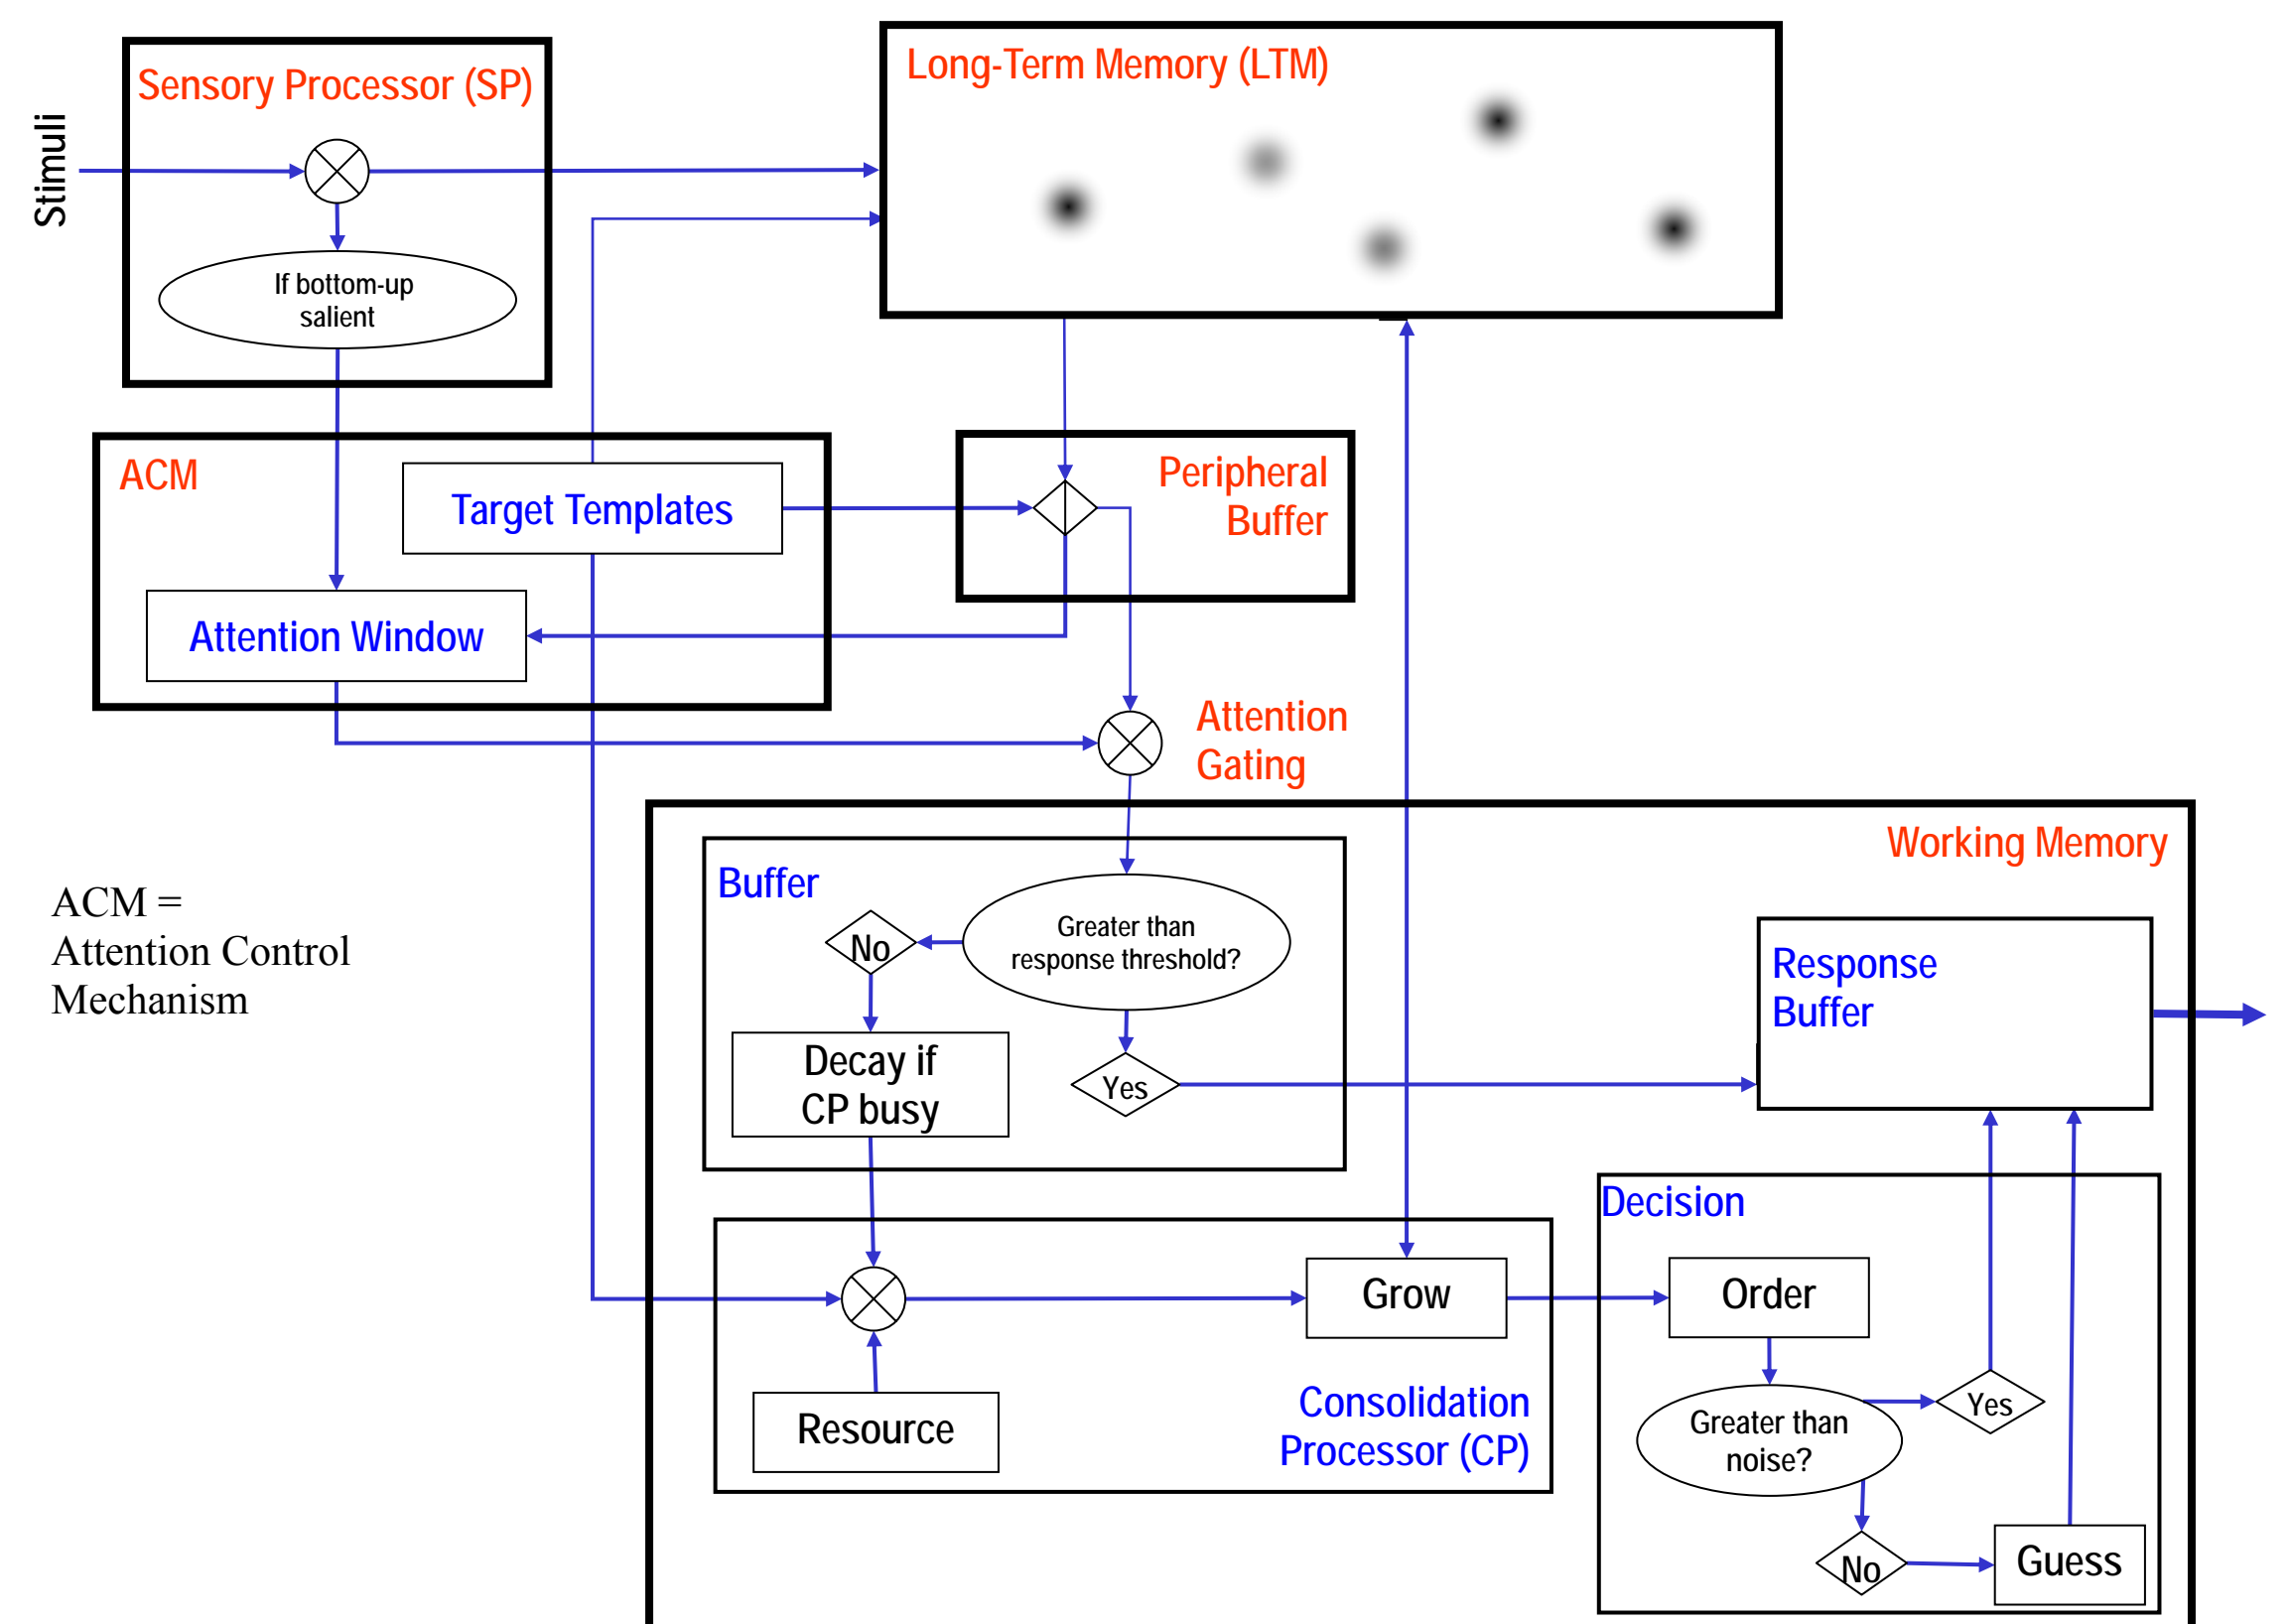 Sensory Processor (SP)
Stimuli
If bottom-up
salient
Long-Term Memory (LTM)
ACM
Target Templates
Attention Window
Peripheral
Buffer
Attention
Gating
ACM =
Attention Control
Mechanism
Working Memory
Buffer
Greater than
response threshold?
No
Yes
Decay if
CP busy
Response
Buffer
Resource
Grow
Consolidation
Processor (CP)
Decision
Order
Greater than
noise?
Yes
No
Guess